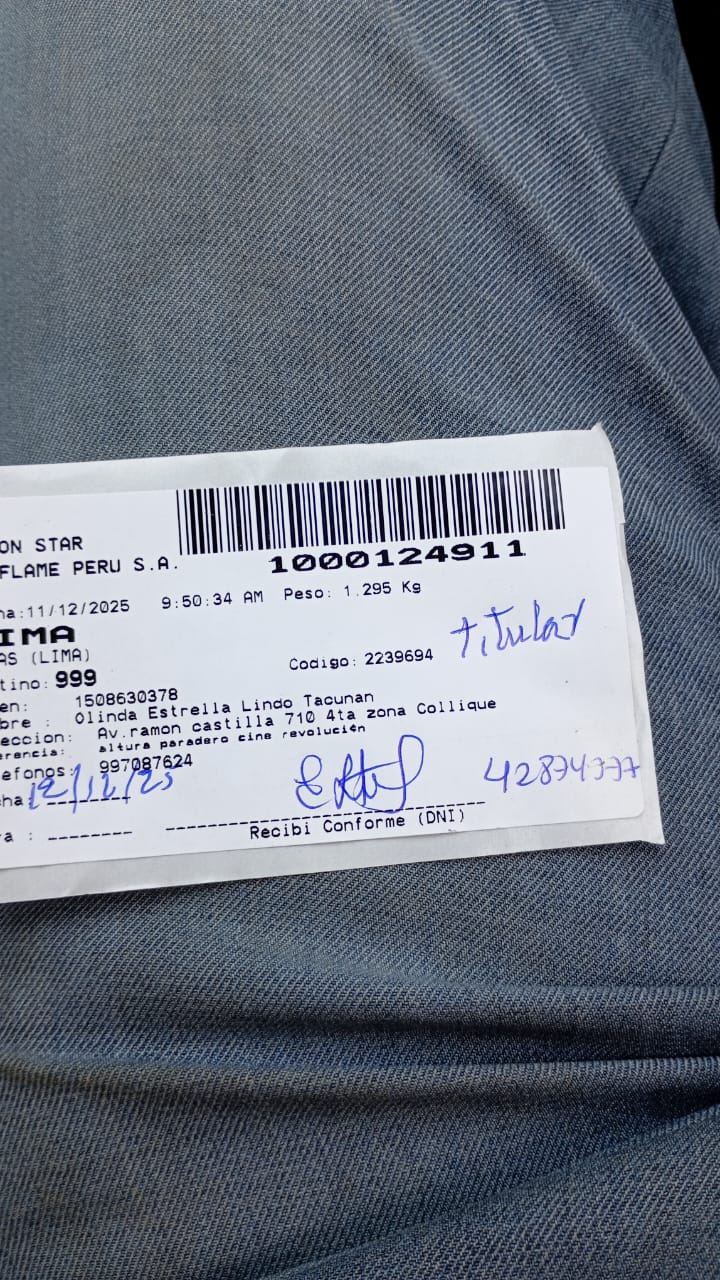 ON STAR
FLAME PERU S.A.
1000124911
na:11/12/2025 9:50:34 AM Peso: 1.295 Kg
IMA
AS (LIMA)
titular
tino: 999
Codigo: 2239694
en: 1508630378
bre : Olinda Estrella Lindo Tacunan
eccion: Av.ramon castilla 710 4ta zona Collique
erencia: altura paradero cine revolución
efonos: 997087624
ha 12/12/25
42874377
a :
Recibi Conforme (DNI)